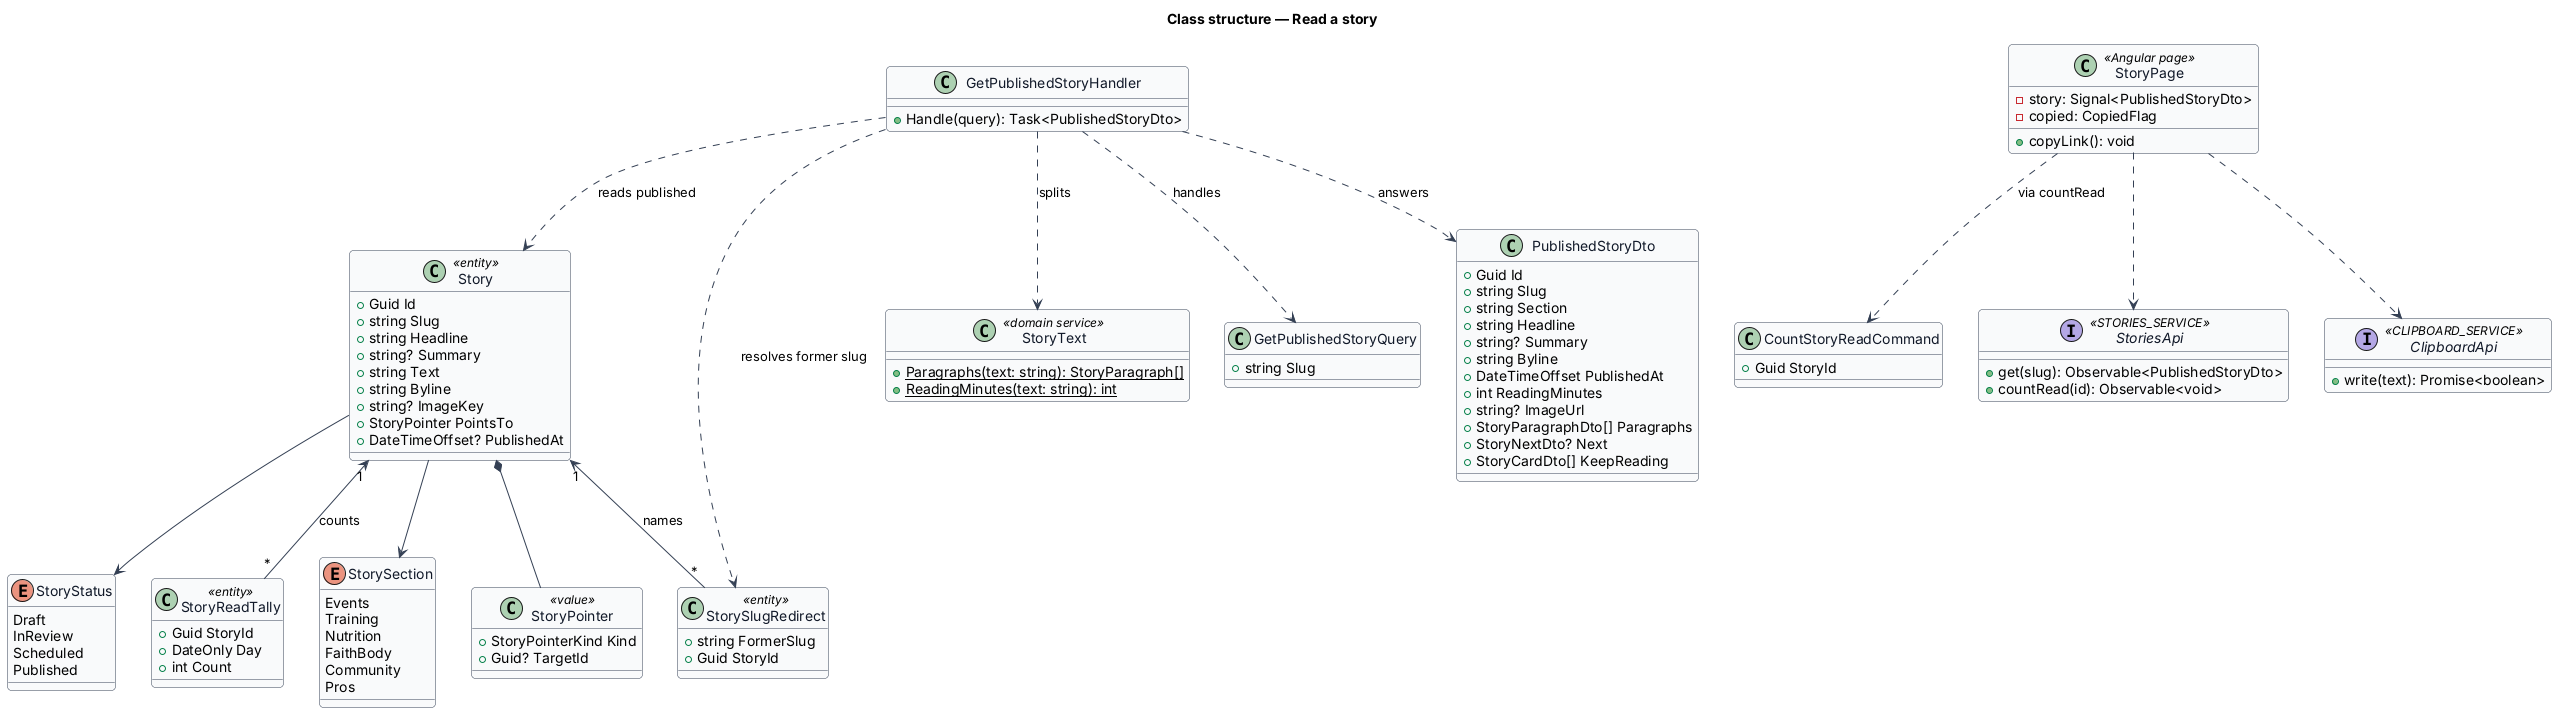 Class structure — Read a story
GetPublishedStoryHandler
Handle(query): Task<PublishedStoryDto>
«Angular page»
StoryPage
story: Signal<PublishedStoryDto>
copied: CopiedFlag
copyLink(): void
reads published
splits
handles
answers
via countRead
resolves former slug
«entity»
Story
Guid Id
string Slug
string Headline
string? Summary
string Text
string Byline
string? ImageKey
StoryPointer PointsTo
DateTimeOffset? PublishedAt
«domain service»
StoryText
Paragraphs(text: string): StoryParagraph[]
ReadingMinutes(text: string): int
GetPublishedStoryQuery
string Slug
PublishedStoryDto
Guid Id
string Slug
string Section
string Headline
string? Summary
string Byline
DateTimeOffset PublishedAt
int ReadingMinutes
string? ImageUrl
StoryParagraphDto[] Paragraphs
StoryNextDto? Next
StoryCardDto[] KeepReading
CountStoryReadCommand
Guid StoryId
«STORIES_SERVICE»
StoriesApi
get(slug): Observable<PublishedStoryDto>
countRead(id): Observable<void>
«CLIPBOARD_SERVICE»
ClipboardApi
write(text): Promise<boolean>
1
1
counts
names
*
*
StoryStatus
Draft
InReview
Scheduled
Published
«entity»
StoryReadTally
Guid StoryId
DateOnly Day
int Count
StorySection
Events
Training
Nutrition
FaithBody
Community
Pros
«value»
StoryPointer
StoryPointerKind Kind
Guid? TargetId
«entity»
StorySlugRedirect
string FormerSlug
Guid StoryId